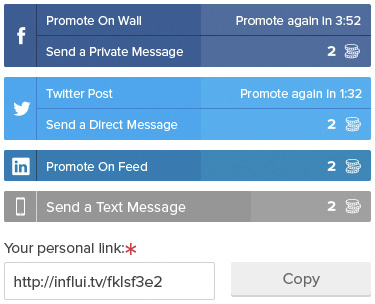 Promote On Wall Promote again in 3:52
Send a Private Message 2
Twitter Post Promote again in 1:32
Send a Direct Message 2
Promote On Feed 2
Send a Text Message 2
Your personal link:*
http://influi.tv/fklsf3e2 Copy